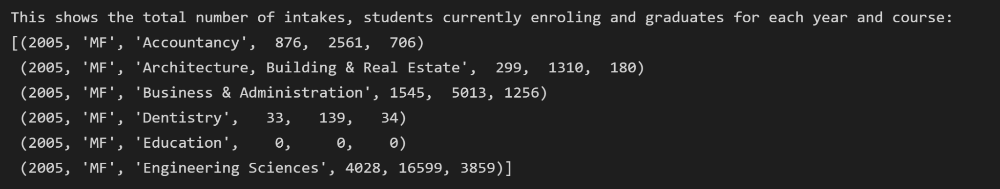 This shows the total number of intakes, students currently enroling and graduates for each year and course:
[(2005, 'MF', 'Accountancy',  876,  2561,  706)
 (2005, 'MF', 'Architecture, Building & Real Estate',  299,  1310,  180)
 (2005, 'MF', 'Business & Administration', 1545,  5013, 1256)
 (2005, 'MF', 'Dentistry',   33,   139,   34)
 (2005, 'MF', 'Education',    0,     0,    0)
 (2005, 'MF', 'Engineering Sciences', 4028, 16599, 3859)]